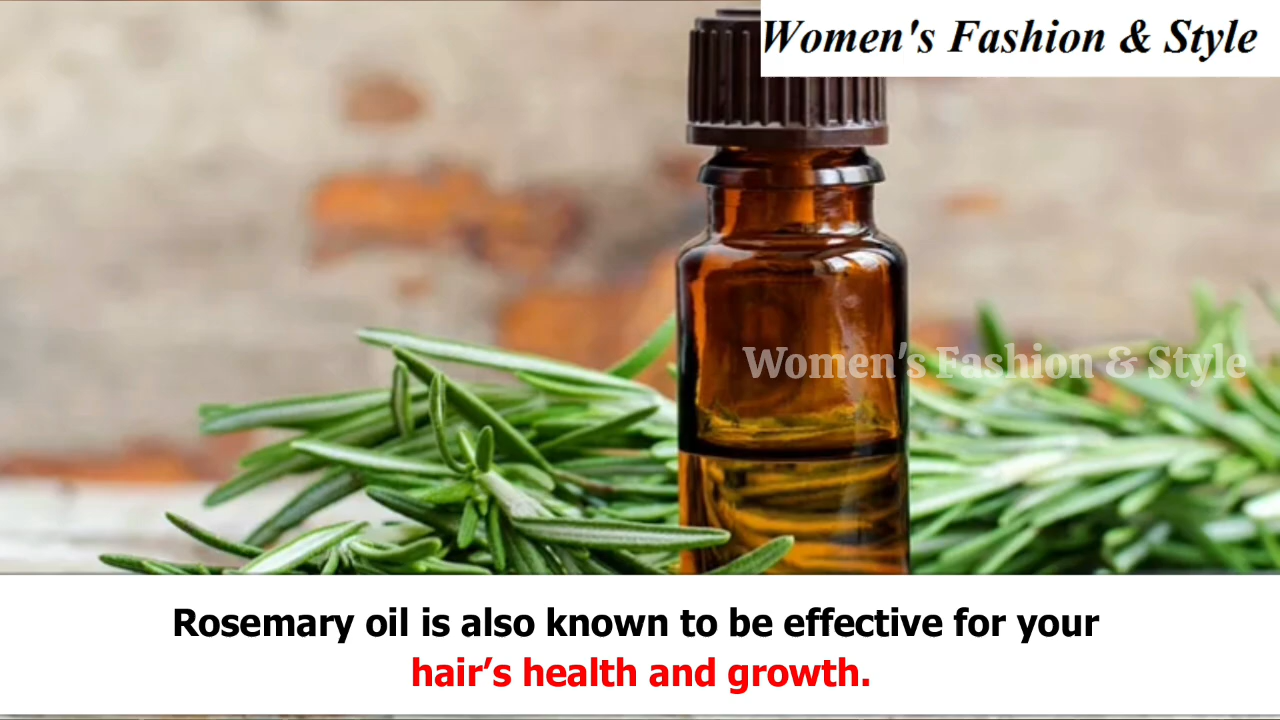 Women's Fashion & Style
Women's Fashion & Style
Rosemary oil is also known to be effective for your
hair’s health and growth.